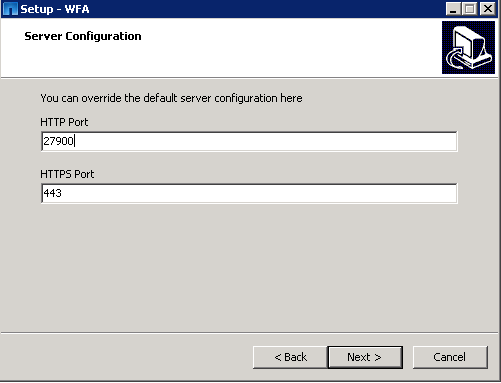 Setup - WFA
Server Configuration
You can override the default server configuration here
HTTP Port
27900
HTTPS Port
443
< Back
Next >
Cancel